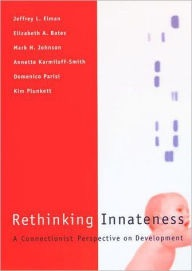 Jeffrey L. Elman
Elizabeth A. Bates
Mark H. Johnson
Annette Karmiloff-Smith
Domenico Parisi
Kim Plunkett
Rethinking Innateness
A Connectionist Perspective on Development